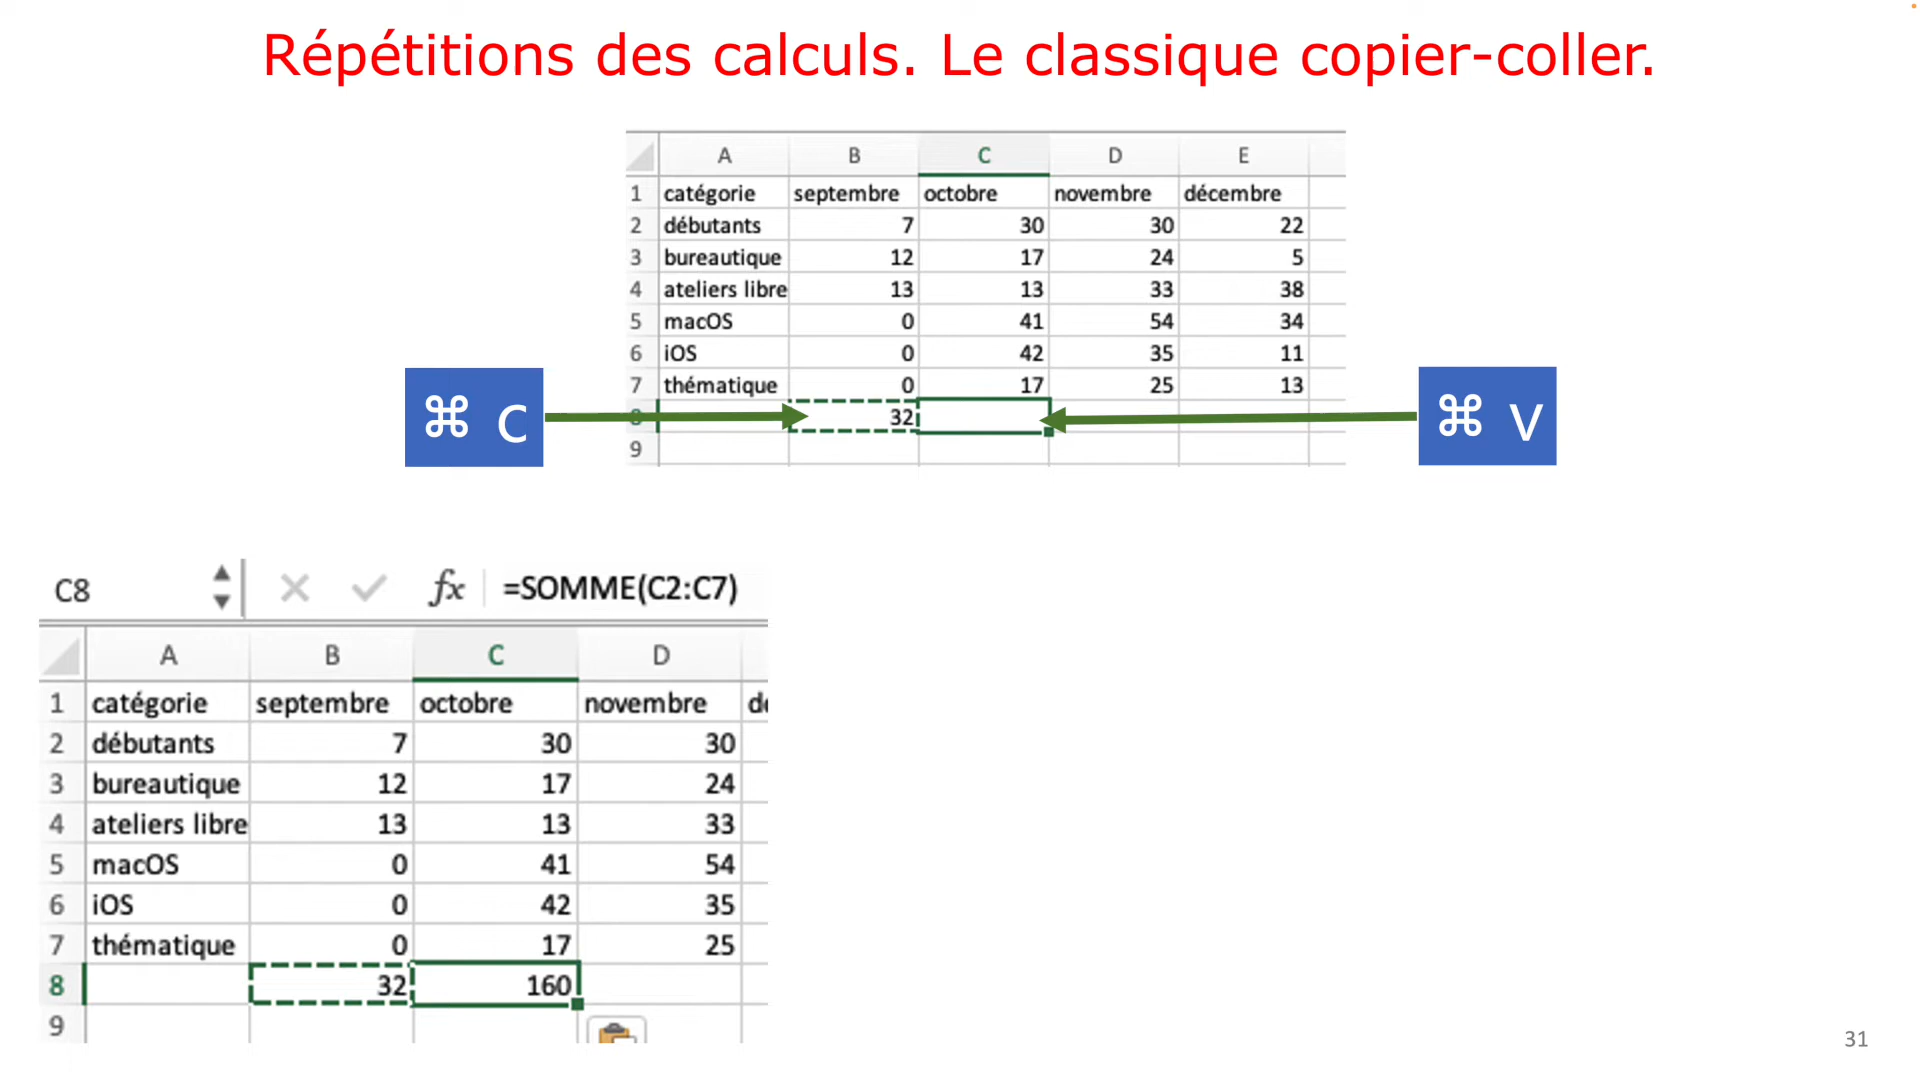 Répétitions des calculs. Le classique copier-coller.
A B C D E
1 catégorie septembre octobre novembre décembre
2 débutants 7 30 30 22
3 bureautique 12 17 24 5
4 ateliers libre 13 13 33 38
5 macOS 0 41 54 34
6 iOS 0 42 35 11
7 thématique 0 17 25 13
⌘ C 8 32 ⌘ V
9
C8 fx =SOMME(C2:C7)
A B C D
1 catégorie septembre octobre novembre
2 débutants 7 30 30
3 bureautique 12 17 24
4 ateliers libre 13 13 33
5 macOS 0 41 54
6 iOS 0 42 35
7 thématique 0 17 25
8 32 160
9
31